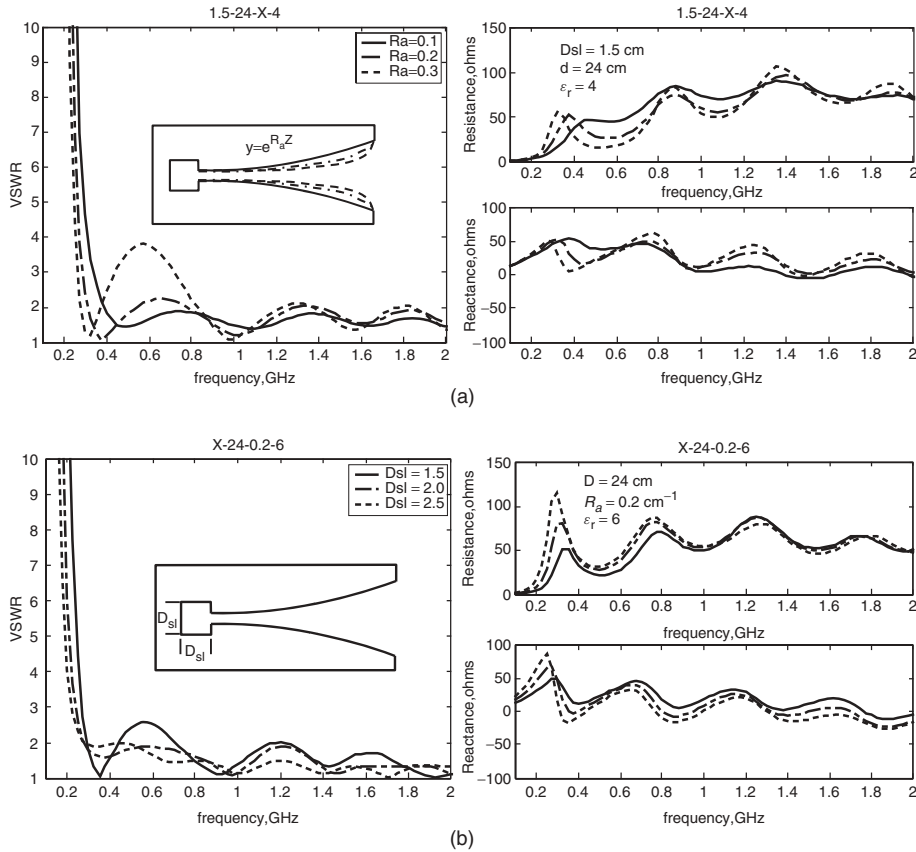 1.5-24-X-4
10
9
8
7
6
5
4
3
2
1
VSWR
Ra=0.1
Ra=0.2
Ra=0.3
y=e^{R_a Z}
0.2 0.4 0.6 0.8 1 1.2 1.4 1.6 1.8 2
frequency,GHz
1.5-24-X-4
150
100
50
0
Resistance,ohms
Dsl = 1.5 cm
d = 24 cm
ε_r = 4
0.2 0.4 0.6 0.8 1 1.2 1.4 1.6 1.8 2
frequency,GHz
100
50
0
−50
−100
Reactance,ohms
0.2 0.4 0.6 0.8 1 1.2 1.4 1.6 1.8 2
frequency,GHz
(a)
X-24-0.2-6
10
9
8
7
6
5
4
3
2
1
VSWR
Dsl = 1.5
Dsl = 2.0
Dsl = 2.5
D_sl
D_sl
0.2 0.4 0.6 0.8 1 1.2 1.4 1.6 1.8 2
frequency,GHz
X-24-0.2-6
150
100
50
0
Resistance,ohms
D = 24 cm
R_a = 0.2 cm⁻¹
ε_r = 6
0.2 0.4 0.6 0.8 1 1.2 1.4 1.6 1.8 2
frequency,GHz
100
50
0
−50
−100
Reactance,ohms
0.2 0.4 0.6 0.8 1 1.2 1.4 1.6 1.8 2
frequency,GHz
(b)